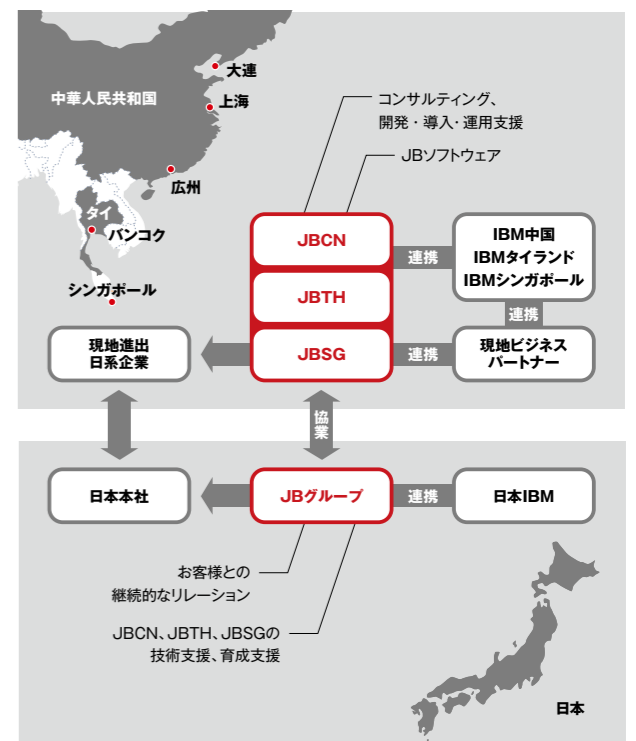 大連
中華人民共和国
上海
広州
タイ
バンコク
シンガポール
コンサルティング、
開発・導入・運用支援
JBソフトウェア
JBCN
JBTH
JBSG
連携
IBM中国
IBMタイランド
IBMシンガポール
連携
現地進出
日系企業
連携
現地ビジネス
パートナー
協業
日本本社
JBグループ
連携
日本IBM
お客様との
継続的なリレーション
JBCN、JBTH、JBSGの
技術支援、育成支援
日本